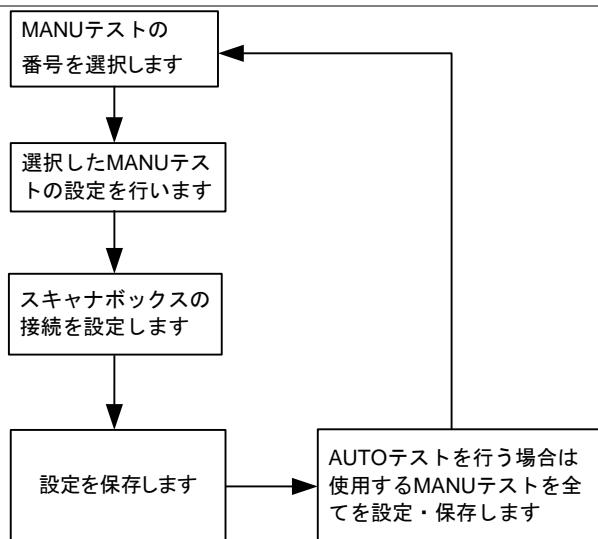 MANUテストの
番号を選択します
選択したMANUテス
トの設定を行います
スキャナボックスの
接続を設定します
設定を保存します
AUTOテストを行う場合は
使用するMANUテストを全
てを設定・保存します